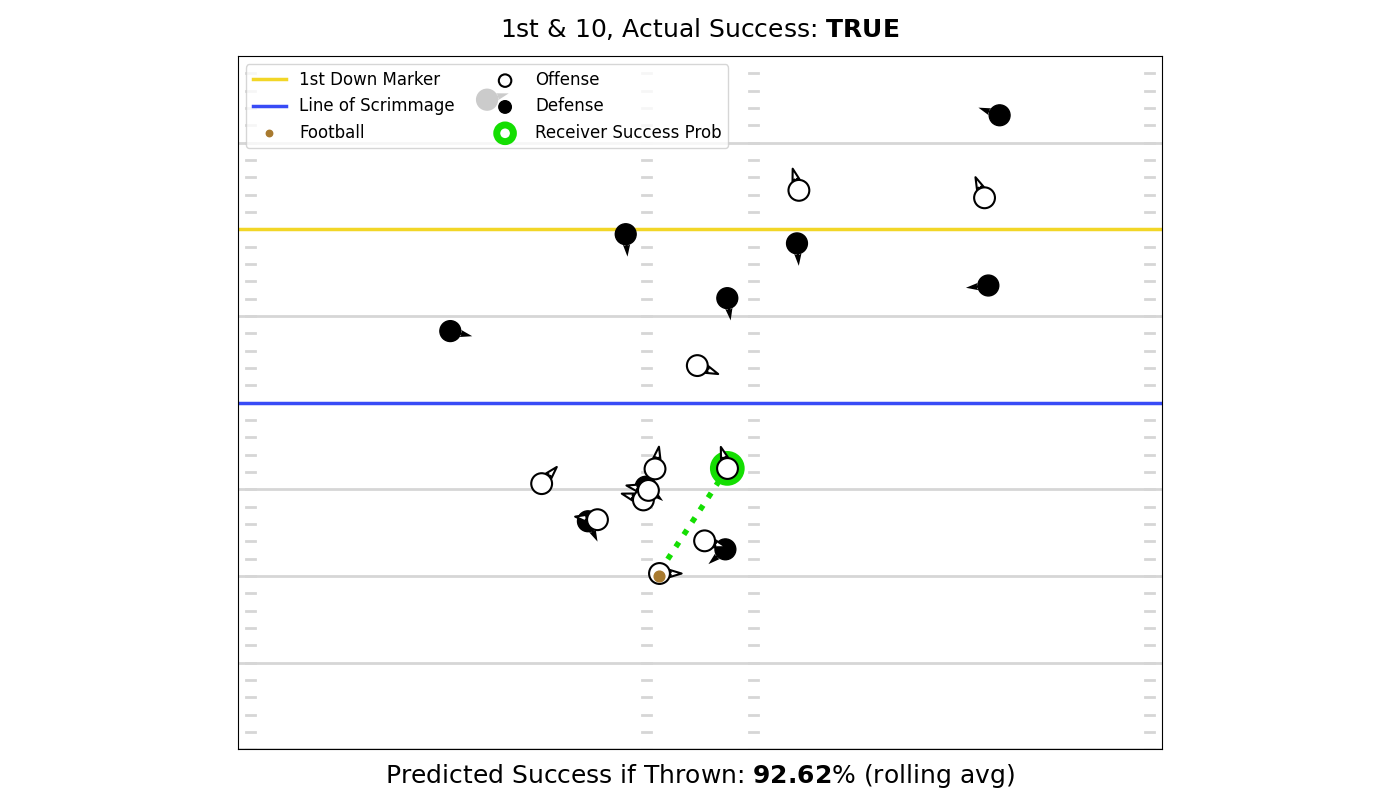 1st & 10, Actual Success: TRUE
1st Down Marker
Line of Scrimmage
Football
Offense
Defense
Receiver Success Prob
Predicted Success if Thrown: 92.62% (rolling avg)